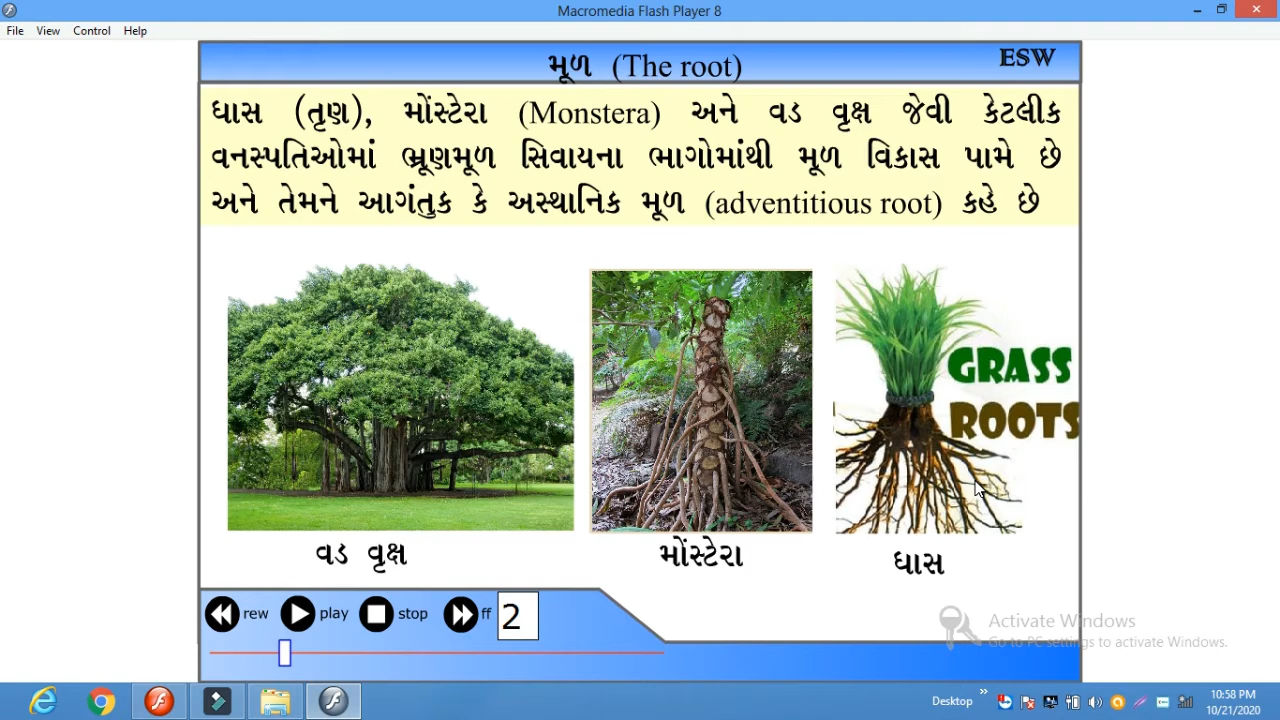 Macromedia Flash Player 8
File View Control Help
મૂળ (The root)
ESW
ઘાસ (તૃણ), મોંસ્ટેરા (Monstera) અને વડ વૃક્ષ જેવી કેટલીક
વનસ્પતિઓમાં ભ્રૂણમૂળ સિવાયના ભાગોમાંથી મૂળ વિકાસ પામે છે
અને તેમને આગંતુક કે અસ્થાનિક મૂળ (adventitious root) કહે છે
GRASS
ROOTS
વડ વૃક્ષ
મોંસ્ટેરા
ઘાસ
rew play stop ff 2
Activate Windows
Go to PC settings to activate Windows.
Desktop
10:58 PM
10/21/2020